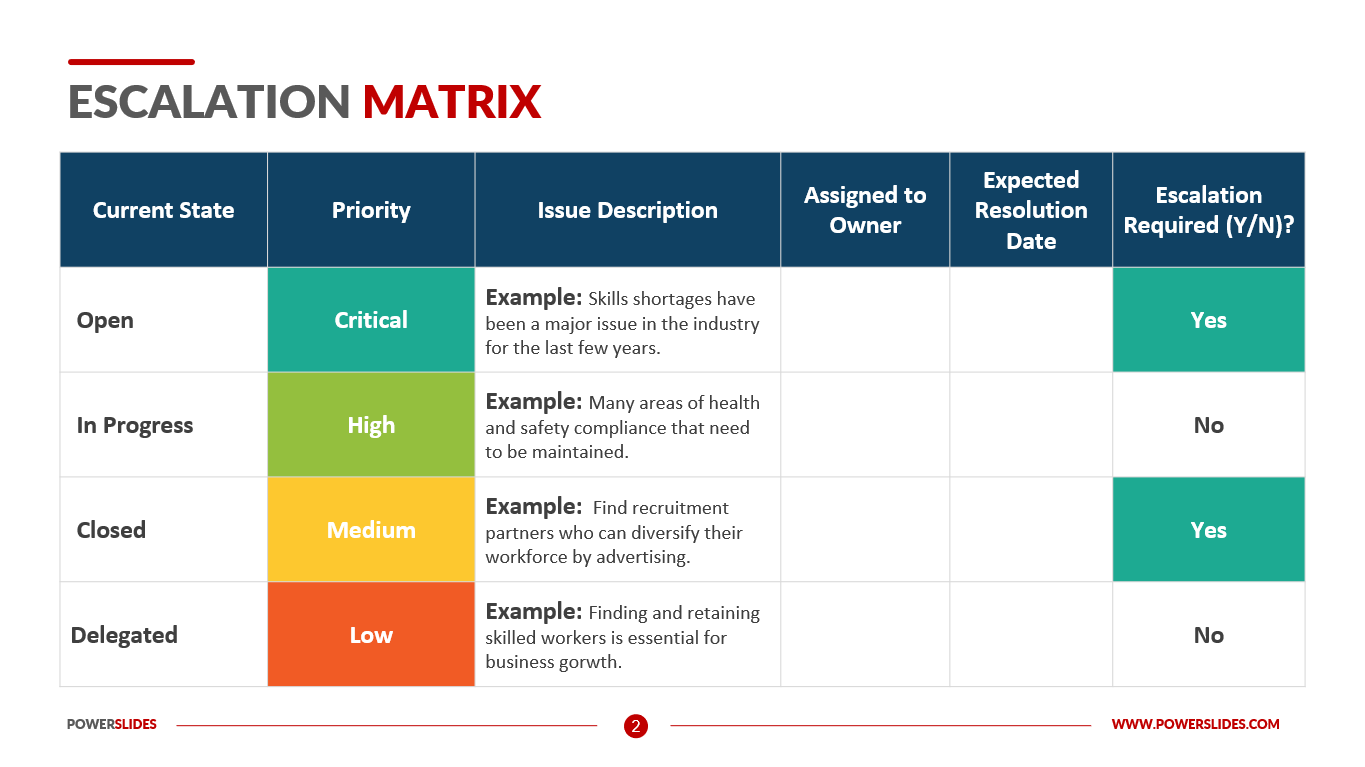 ESCALATION MATRIX
Current State
Priority
Issue Description
Assigned to
Owner
Expected
Resolution
Date
Escalation
Required (Y/N)?
Open
Critical
Example: Skills shortages have
been a major issue in the industry
for the last few years.
Yes
In Progress
High
Example: Many areas of health
and safety compliance that need
to be maintained.
No
Closed
Medium
Example: Find recruitment
partners who can diversify their
workforce by advertising.
Yes
Delegated
Low
Example: Finding and retaining
skilled workers is essential for
business gorwth.
No
POWERSLIDES
2
WWW.POWERSLIDES.COM